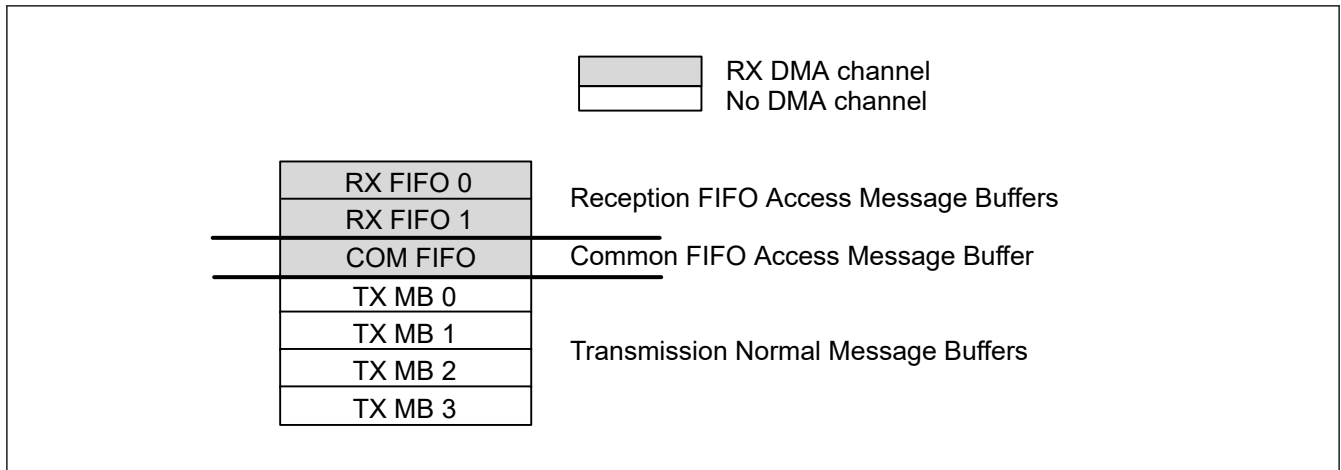 RX DMA channel
No DMA channel
RX FIFO 0
Reception FIFO Access Message Buffers
RX FIFO 1
COM FIFO
Common FIFO Access Message Buffer
TX MB 0
TX MB 1
Transmission Normal Message Buffers
TX MB 2
TX MB 3